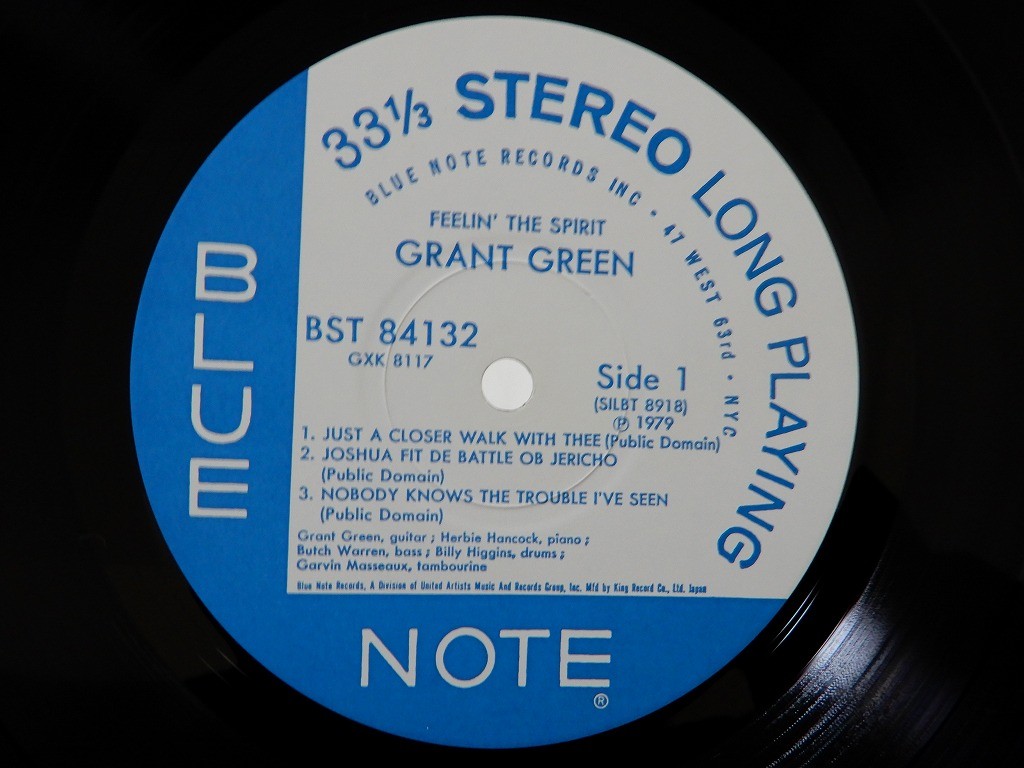 33⅓ STEREO LONG PLAYING
BLUE NOTE RECORDS INC • 47 WEST 63rd • NYC
FEELIN' THE SPIRIT
GRANT GREEN
BST 84132
GXK 8117
Side 1
(SILBT 8918)
Ⓟ 1979
1. JUST A CLOSER WALK WITH THEE (Public Domain)
2. JOSHUA FIT DE BATTLE OB JERICHO
(Public Domain)
3. NOBODY KNOWS THE TROUBLE I'VE SEEN
(Public Domain)
Grant Green, guitar ; Herbie Hancock, piano ;
Butch Warren, bass ; Billy Higgins, drums ;
Garvin Masseaux, tambourine
Blue Note Records, A Division of United Artists Music And Records Group, Inc. Mfd by King Record Co., Ltd. Japan
BLUE
NOTE
®